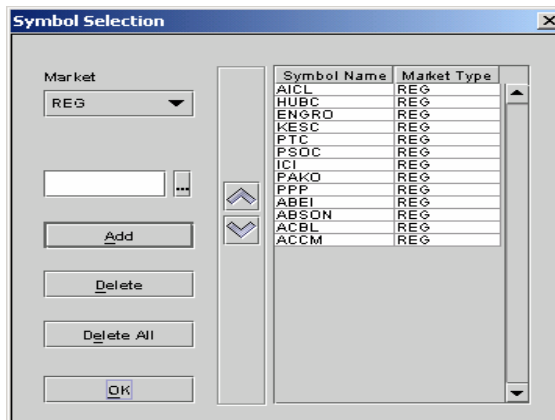 Symbol Selection
Market
REG
...
Add
Delete
Delete All
OK
Symbol Name Market Type
AICL REG
HUBC REG
ENGRO REG
KESC REG
PTC REG
PSOC REG
ICI REG
PAKO REG
PPP REG
ABEI REG
ABSON REG
ACBL REG
ACCM REG